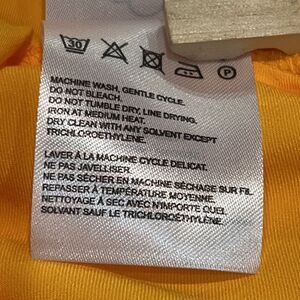 30
P
MACHINE WASH, GENTLE CYCLE.
DO NOT BLEACH.
DO NOT TUMBLE DRY, LINE DRYING.
IRON AT MEDIUM HEAT.
DRY CLEAN WITH ANY SOLVENT EXCEPT
TRICHLOROETHYLENE.
LAVER À LA MACHINE CYCLE DELICAT.
NE PAS JAVELLISER.
NE PAS SÉCHER EN MACHINE SÉCHAGE SUR FIL.
REPASSER À TEMPÉRATURE MOYENNE.
NETTOYAGE À SEC AVEC N'IMPORTE QUEL
SOLVANT SAUF LE TRICHLOROÉTHYLÈNE.